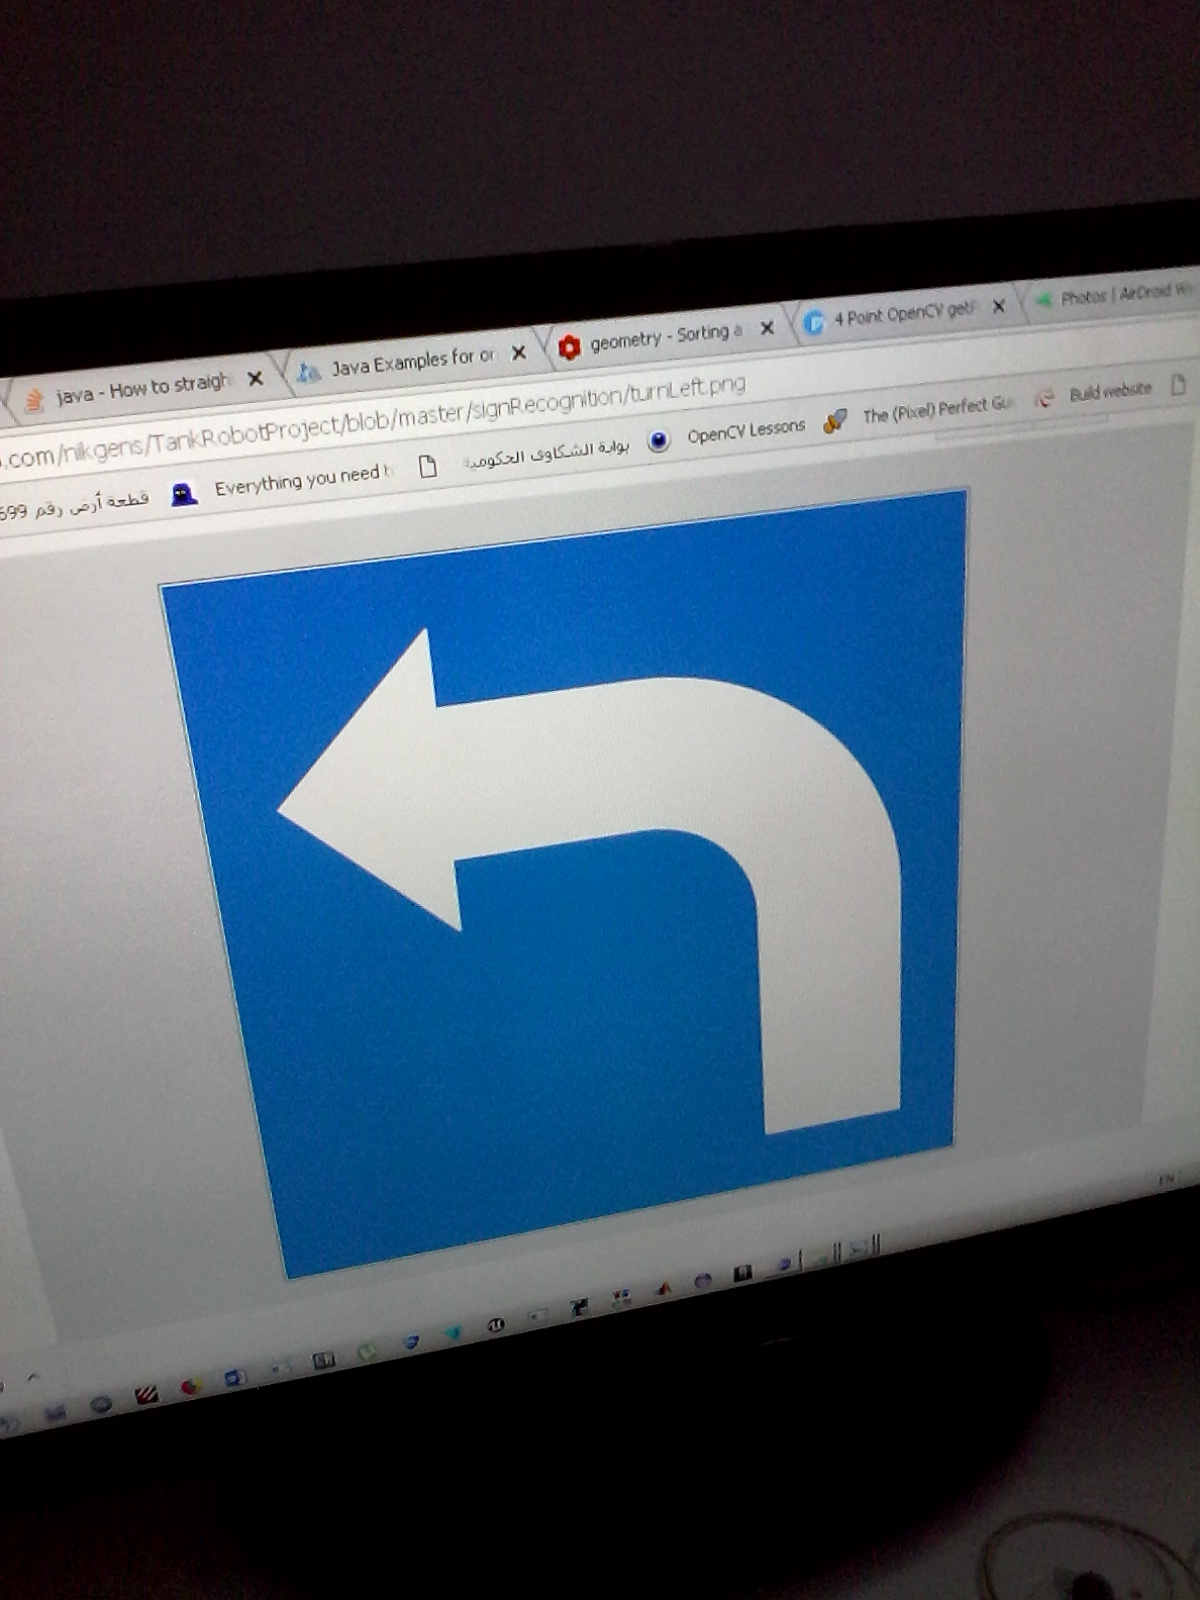 java - How to straigh
Java Examples for or
geometry - Sorting a
4 Point OpenCV getP
Photos | AirDroid W
.com/nikgens/TankRobotProject/blob/master/signRecognition/turnLeft.png
599 قطعة أرض رقم
Everything you need t
بوابة الشكاوى الحكومية
OpenCV Lessons
The (Pixel) Perfect Gu
Build website
EN